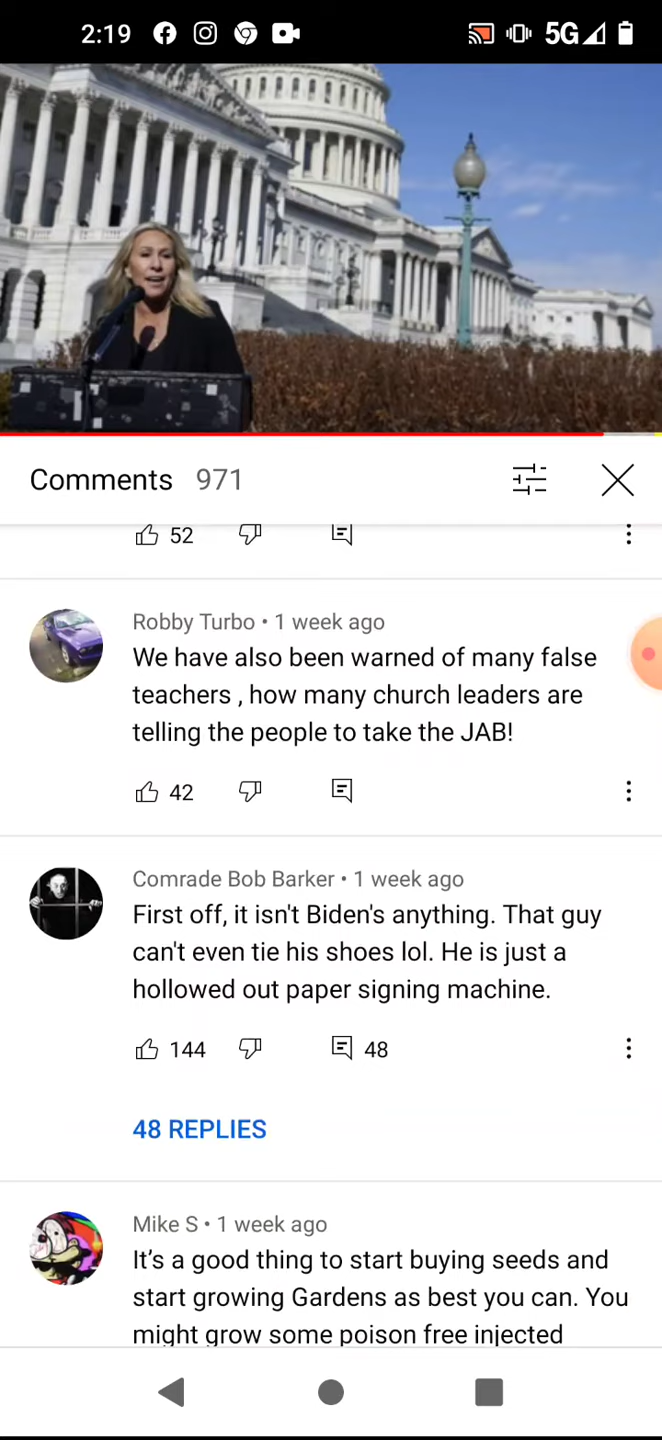 2:19
5G
Comments 971
52
Robby Turbo • 1 week ago
We have also been warned of many false
teachers , how many church leaders are
telling the people to take the JAB!
42
Comrade Bob Barker • 1 week ago
First off, it isn't Biden's anything. That guy
can't even tie his shoes lol. He is just a
hollowed out paper signing machine.
144 48
48 REPLIES
Mike S • 1 week ago
It’s a good thing to start buying seeds and
start growing Gardens as best you can. You
might grow some poison free injected